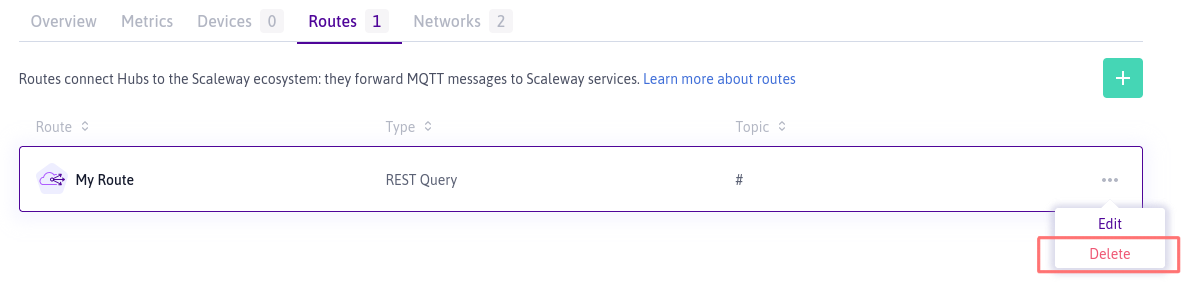 Overview Metrics Devices 0 Routes 1 Networks 2
Routes connect Hubs to the Scaleway ecosystem: they forward MQTT messages to Scaleway services. Learn more about routes
Route Type Topic
My Route REST Query #
Edit
Delete